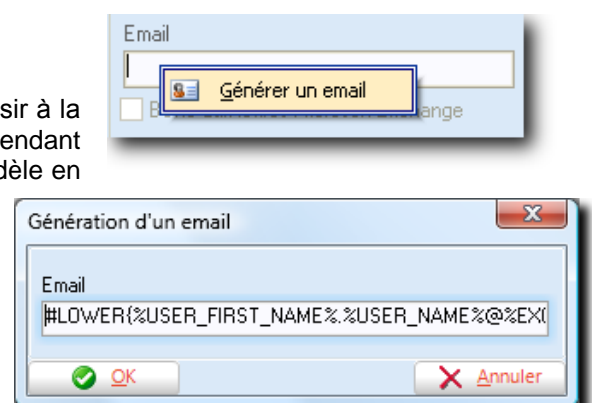 Email
Générer un email
sir à la
endant
dèle en
Génération d'un email
Email
#LOWER{%USER_FIRST_NAME%.%USER_NAME%@%EX(
OK
Annuler